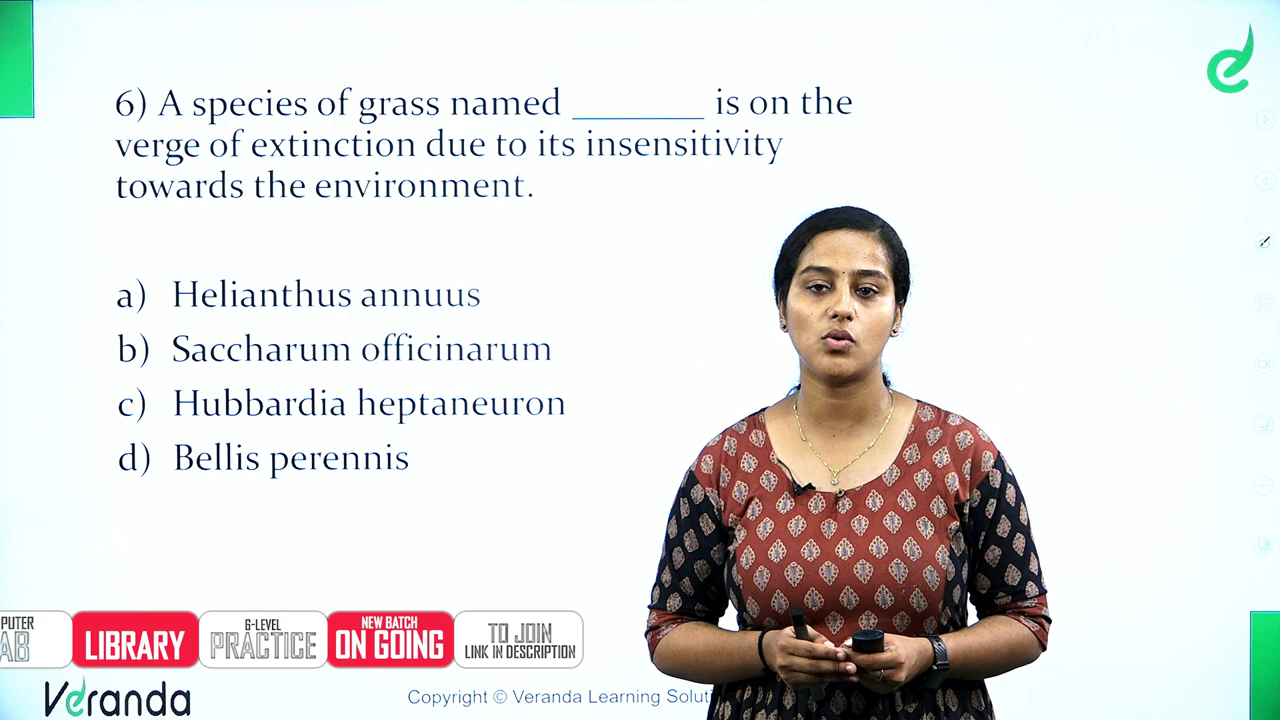 6) A species of grass named ________ is on the
verge of extinction due to its insensitivity
towards the environment.
a) Helianthus annuus
b) Saccharum officinarum
c) Hubbardia heptaneuron
d) Bellis perennis
LIBRARY
6-LEVEL
PRACTICE
NEW BATCH
ON GOING
TO JOIN
LINK IN DESCRIPTION
Veranda
Copyright © Veranda Learning